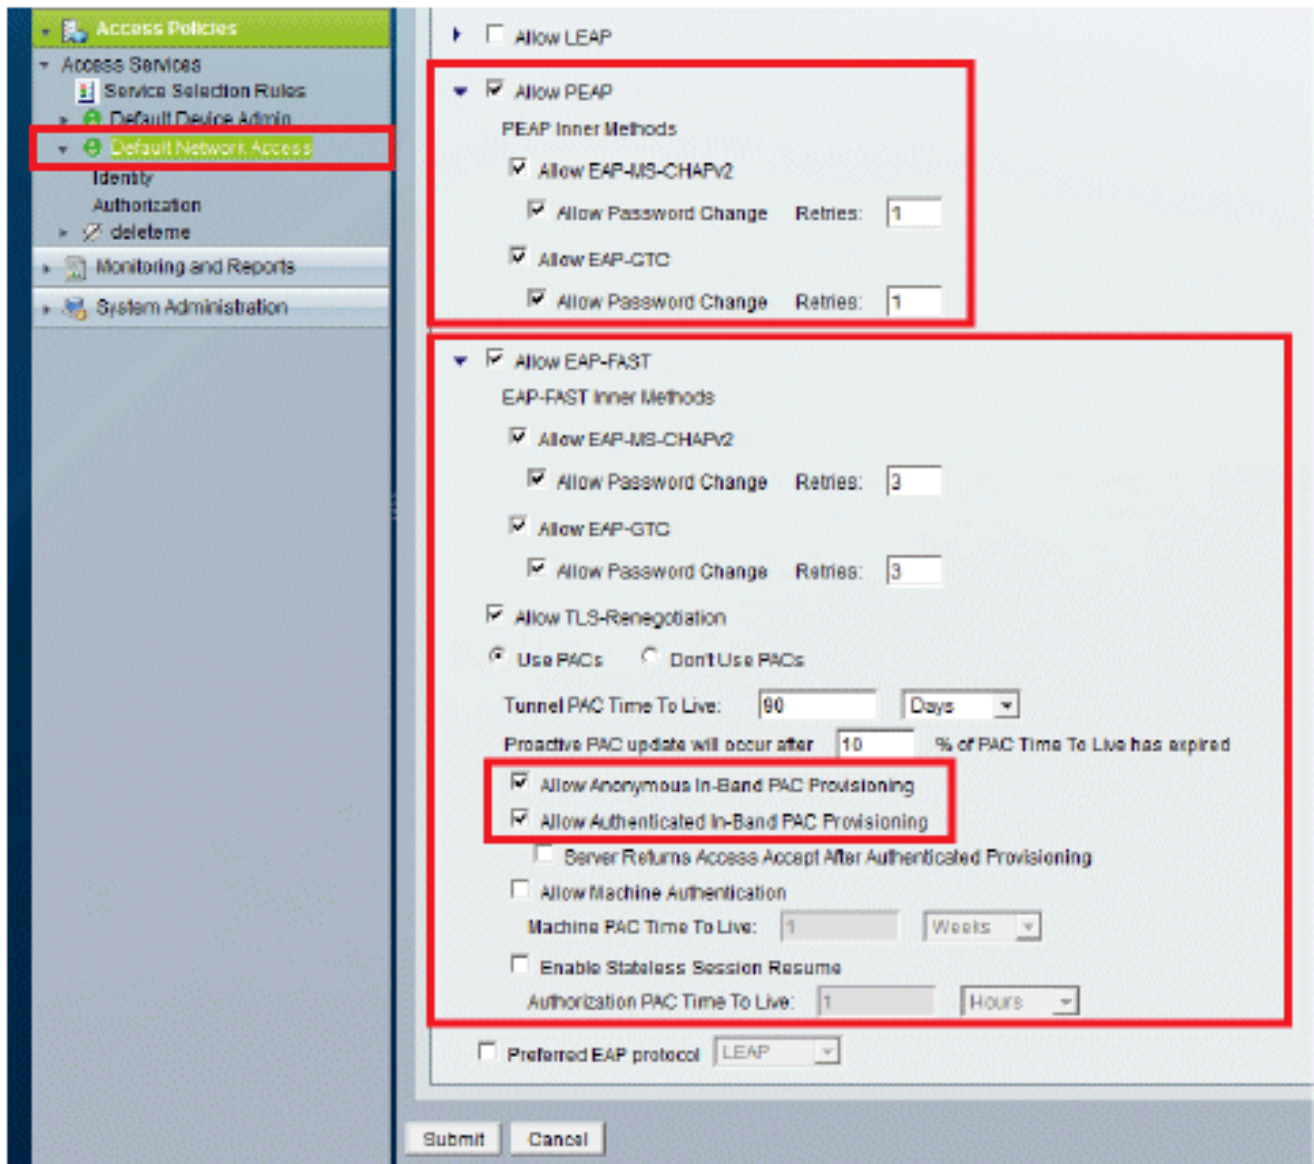 Access Policies
Access Services
Service Selection Rules
Default Device Admin
Default Network Access
Identity
Authorization
deleteme
Monitoring and Reports
System Administration
Allow LEAP
Allow PEAP
PEAP Inner Methods
Allow EAP-MS-CHAPv2
Allow Password Change Retries: 1
Allow EAP-GTC
Allow Password Change Retries: 1
Allow EAP-FAST
EAP-FAST Inner Methods
Allow EAP-MS-CHAPv2
Allow Password Change Retries: 3
Allow EAP-GTC
Allow Password Change Retries: 3
Allow TLS-Renegotiation
Use PACs Don't Use PACs
Tunnel PAC Time To Live: 90 Days
Proactive PAC update will occur after 10 % of PAC Time To Live has expired
Allow Anonymous In-Band PAC Provisioning
Allow Authenticated In-Band PAC Provisioning
Server Returns Access Accept After Authenticated Provisioning
Allow Machine Authentication
Machine PAC Time To Live: 1 Weeks
Enable Stateless Session Resume
Authorization PAC Time To Live: 1 Hours
Preferred EAP protocol LEAP
Submit Cancel